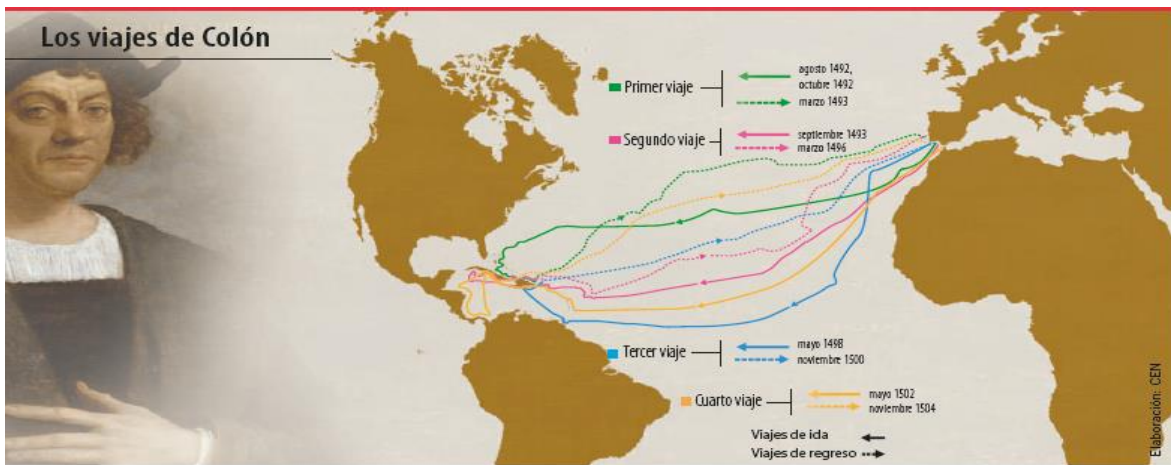 Los viajes de Colón
Primer viaje
agosto 1492,
octubre 1492
marzo 1493
Segundo viaje
septiembre 1493
marzo 1496
Tercer viaje
mayo 1498
noviembre 1500
Cuarto viaje
mayo 1502
noviembre 1504
Viajes de ida
Viajes de regreso
Elaboración: CEN